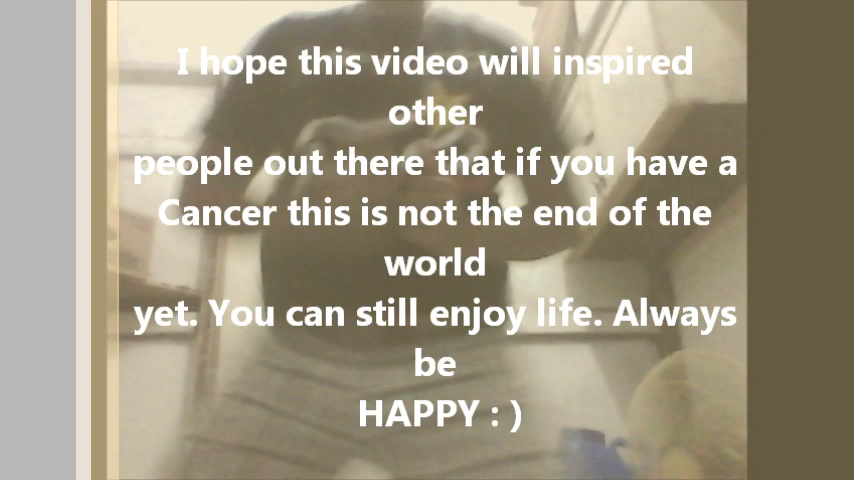 I hope this video will inspired
other
people out there that if you have a
Cancer this is not the end of the
world
yet. You can still enjoy life. Always
be
HAPPY : )